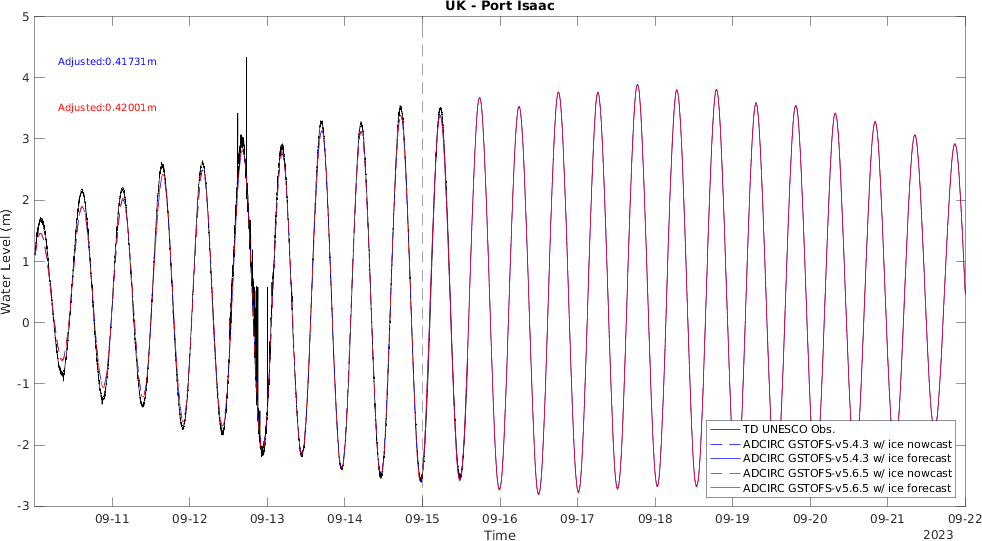 UK - Port Isaac
Adjusted:0.41731m
Adjusted:0.42001m
Water Level (m)
5
4
3
2
1
0
-1
-2
-3
TD UNESCO Obs.
ADCIRC GSTOFS-v5.4.3 w/ ice nowcast
ADCIRC GSTOFS-v5.4.3 w/ ice forecast
ADCIRC GSTOFS-v5.6.5 w/ ice nowcast
ADCIRC GSTOFS-v5.6.5 w/ ice forecast
09-11 09-12 09-13 09-14 09-15 09-16 09-17 09-18 09-19 09-20 09-21 09-22
Time
2023